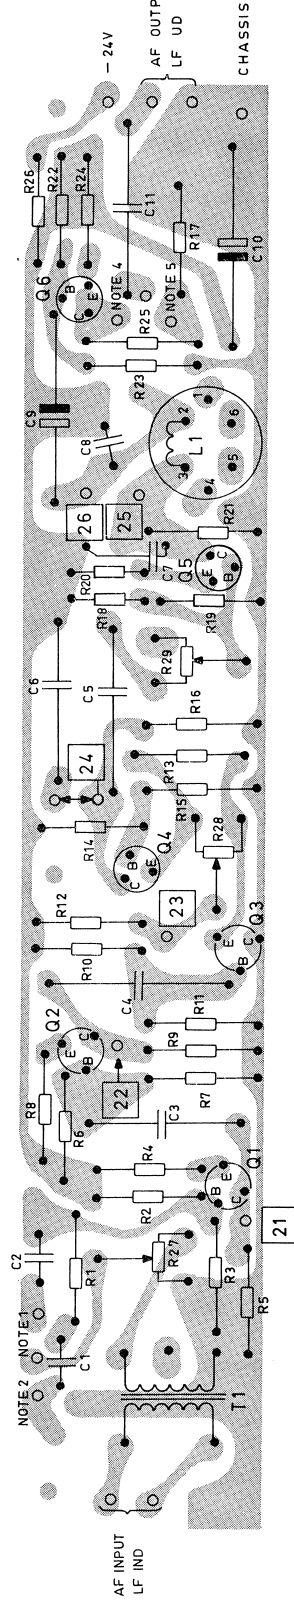 - 24V
AF OUTP
LF UD
CHASSIS
R26
R22
R24
C11
R17
C10
Q6
B
E
C
NOTE 4
NOTE 5
R25
R23
C9
C8
L1
1
2
3
4
5
6
26
25
R21
R20
R18
C7
Q5
E
C
B
R19
C6
C5
R29
R16
R13
R15
24
R14
Q4
B
C
E
R28
23
R12
R10
Q3
E
C
B
C4
Q2
E
C
B
22
R11
R9
R7
R8
R6
C3
R4
R2
Q1
E
B
C
21
C2
R1
R27
R3
R5
NOTE 1
NOTE 2
C1
T1
AF INPUT
LF IND